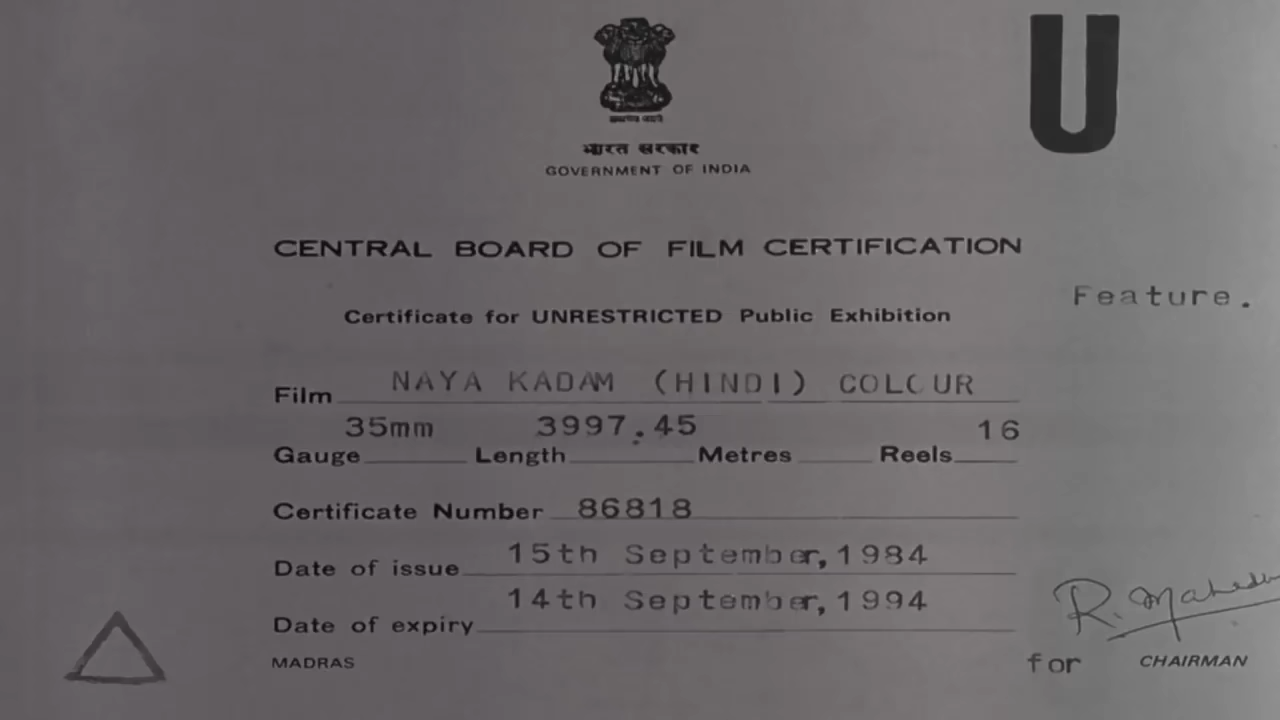 U
भारत सरकार
GOVERNMENT OF INDIA
CENTRAL BOARD OF FILM CERTIFICATION
Feature.
Certificate for UNRESTRICTED Public Exhibition
Film NAYA KADAM (HINDI) COLOUR
35mm 3997.45 16
Gauge Length Metres Reels
Certificate Number 86818
Date of issue 15th September, 1984
Date of expiry 14th September, 1994
R.
MADRAS
for CHAIRMAN